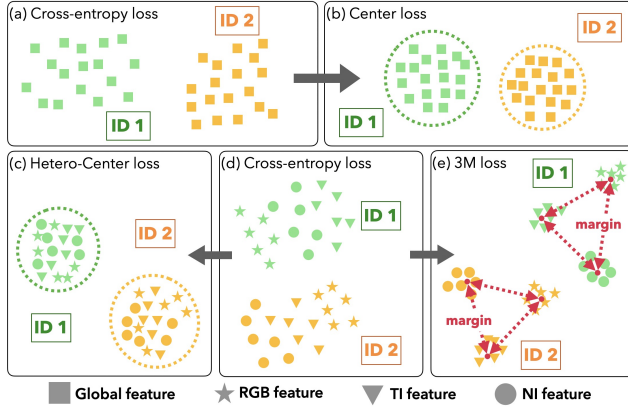 (a) Cross-entropy loss
ID 2
ID 1
(b) Center loss
ID 2
ID 1
(c) Hetero-Center loss
ID 2
ID 1
(d) Cross-entropy loss
ID 1
ID 2
(e) 3M loss
ID 1
margin
margin
ID 2
Global feature RGB feature TI feature NI feature